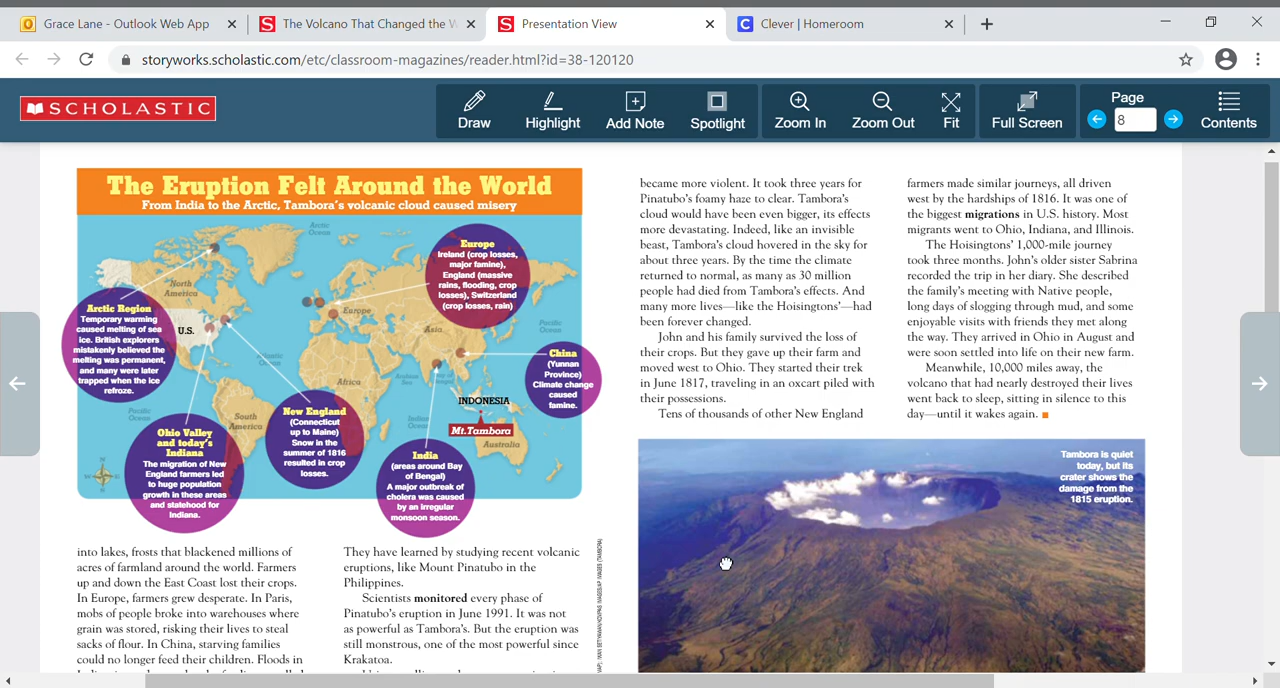 Grace Lane - Outlook Web App
The Volcano That Changed the W
Presentation View
Clever | Homeroom
storyworks.scholastic.com/etc/classroom-magazines/reader.html?id=38-120120
SCHOLASTIC
Draw
Highlight
Add Note
Spotlight
Zoom In
Zoom Out
Fit
Full Screen
Page
8
Contents
The Eruption Felt Around the World
From India to the Arctic, Tambora's volcanic cloud caused misery
Arctic
Ocean
North
America
U.S.
Atlantic
Ocean
Europe
Asia
Pacific
Ocean
Africa
Arabian
Sea
Bay of
Bengal
INDONESIA
Mt.Tambora
Indian
Ocean
Australia
Pacific
Ocean
South
America
Europe
Ireland (crop losses,
major famine),
England (massive
rains, flooding, crop
losses), Switzerland
(crop losses, rain)
Arctic Region
Temporary warming
caused melting of sea
ice. British explorers
mistakenly believed the
melting was permanent,
and many were later
trapped when the ice
refroze.
China
(Yunnan
Province)
Climate change
caused
famine.
New England
(Connecticut
up to Maine)
Snow in the
summer of 1816
resulted in crop
losses.
Ohio Valley
and today's
Indiana
The migration of New
England farmers led
to huge population
growth in these areas
and statehood for
Indiana.
India
(areas around Bay
of Bengal)
A major outbreak of
cholera was caused
by an irregular
monsoon season.
into lakes, frosts that blackened millions of
acres of farmland around the world. Farmers
up and down the East Coast lost their crops.
In Europe, farmers grew desperate. In Paris,
mobs of people broke into warehouses where
grain was stored, risking their lives to steal
sacks of flour. In China, starving families
could no longer feed their children. Floods in
They have learned by studying recent volcanic
eruptions, like Mount Pinatubo in the
Philippines.
Scientists monitored every phase of
Pinatubo's eruption in June 1991. It was not
as powerful as Tambora's. But the eruption was
still monstrous, one of the most powerful since
Krakatoa.
became more violent. It took three years for
Pinatubo's foamy haze to clear. Tambora's
cloud would have been even bigger, its effects
more devastating. Indeed, like an invisible
beast, Tambora's cloud hovered in the sky for
about three years. By the time the climate
returned to normal, as many as 30 million
people had died from Tambora's effects. And
many more lives—like the Hoisingtons'—had
been forever changed.
John and his family survived the loss of
their crops. But they gave up their farm and
moved west to Ohio. They started their trek
in June 1817, traveling in an oxcart piled with
their possessions.
Tens of thousands of other New England
farmers made similar journeys, all driven
west by the hardships of 1816. It was one of
the biggest migrations in U.S. history. Most
migrants went to Ohio, Indiana, and Illinois.
The Hoisingtons' 1,000-mile journey
took three months. John's older sister Sabrina
recorded the trip in her diary. She described
the family's meeting with Native people,
long days of slogging through mud, and some
enjoyable visits with friends they met along
the way. They arrived in Ohio in August and
were soon settled into life on their new farm.
Meanwhile, 10,000 miles away, the
volcano that had nearly destroyed their lives
went back to sleep, sitting in silence to this
day—until it wakes again.
Tambora is quiet
today, but its
crater shows the
damage from the
1815 eruption.